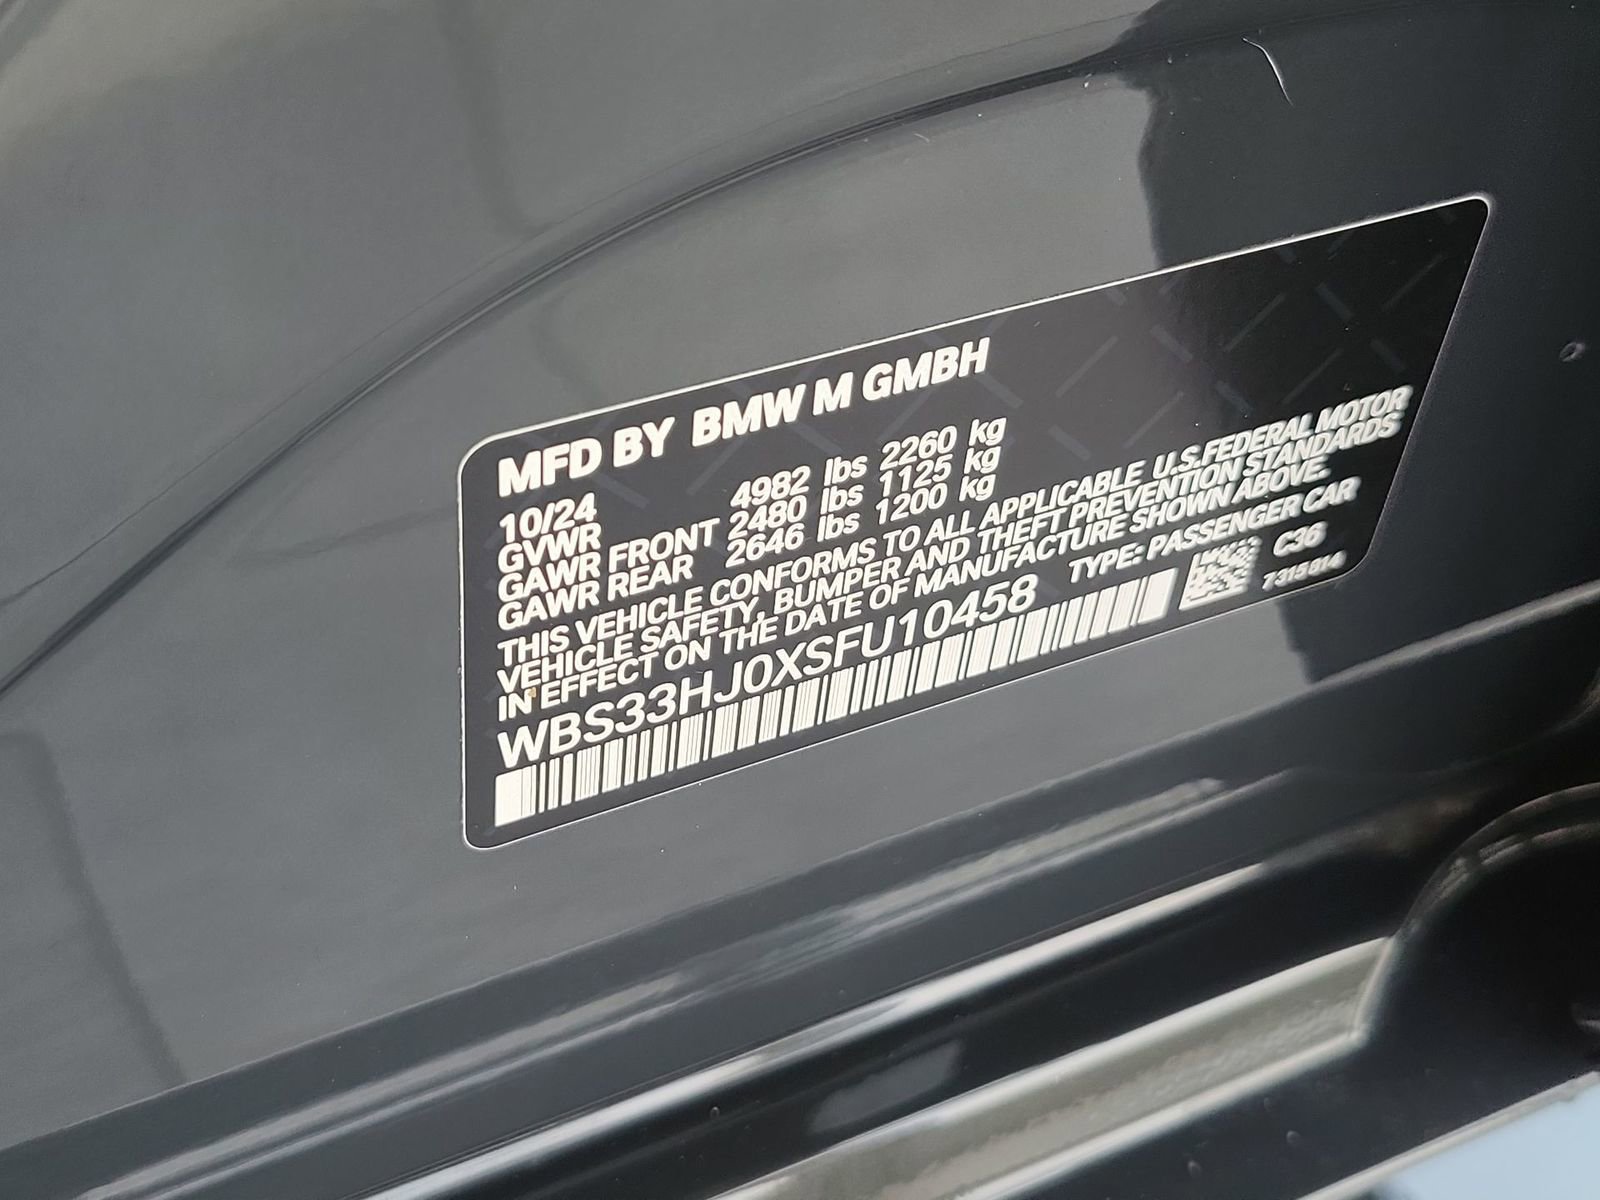 MFD BY BMW M GMBH
10/24
GVWR 4982 lbs 2260 kg
GAWR FRONT 2480 lbs 1125 kg
GAWR REAR 2646 lbs 1200 kg
THIS VEHICLE CONFORMS TO ALL APPLICABLE U.S.FEDERAL MOTOR
VEHICLE SAFETY, BUMPER AND THEFT PREVENTION STANDARDS
IN EFFECT ON THE DATE OF MANUFACTURE SHOWN ABOVE.
WBS33HJ0XSFU10458 TYPE: PASSENGER CAR
C36
7315814